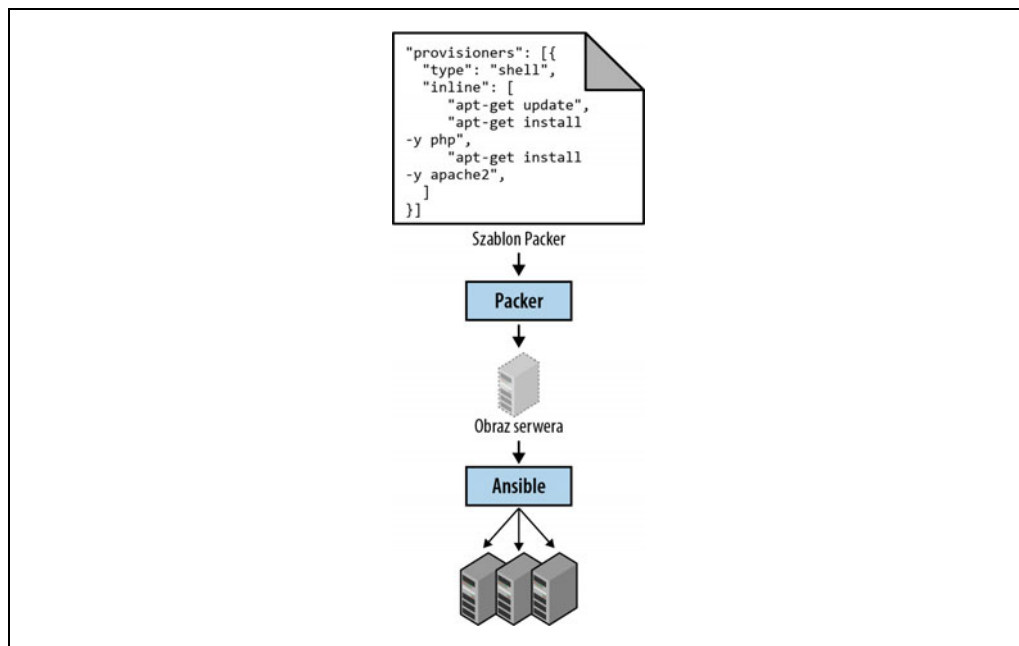 "provisioners": [{
  "type": "shell",
  "inline": [
     "apt-get update",
     "apt-get install
-y php",
     "apt-get install
-y apache2",
  ]
}]
Szablon Packer
Packer
Obraz serwera
Ansible